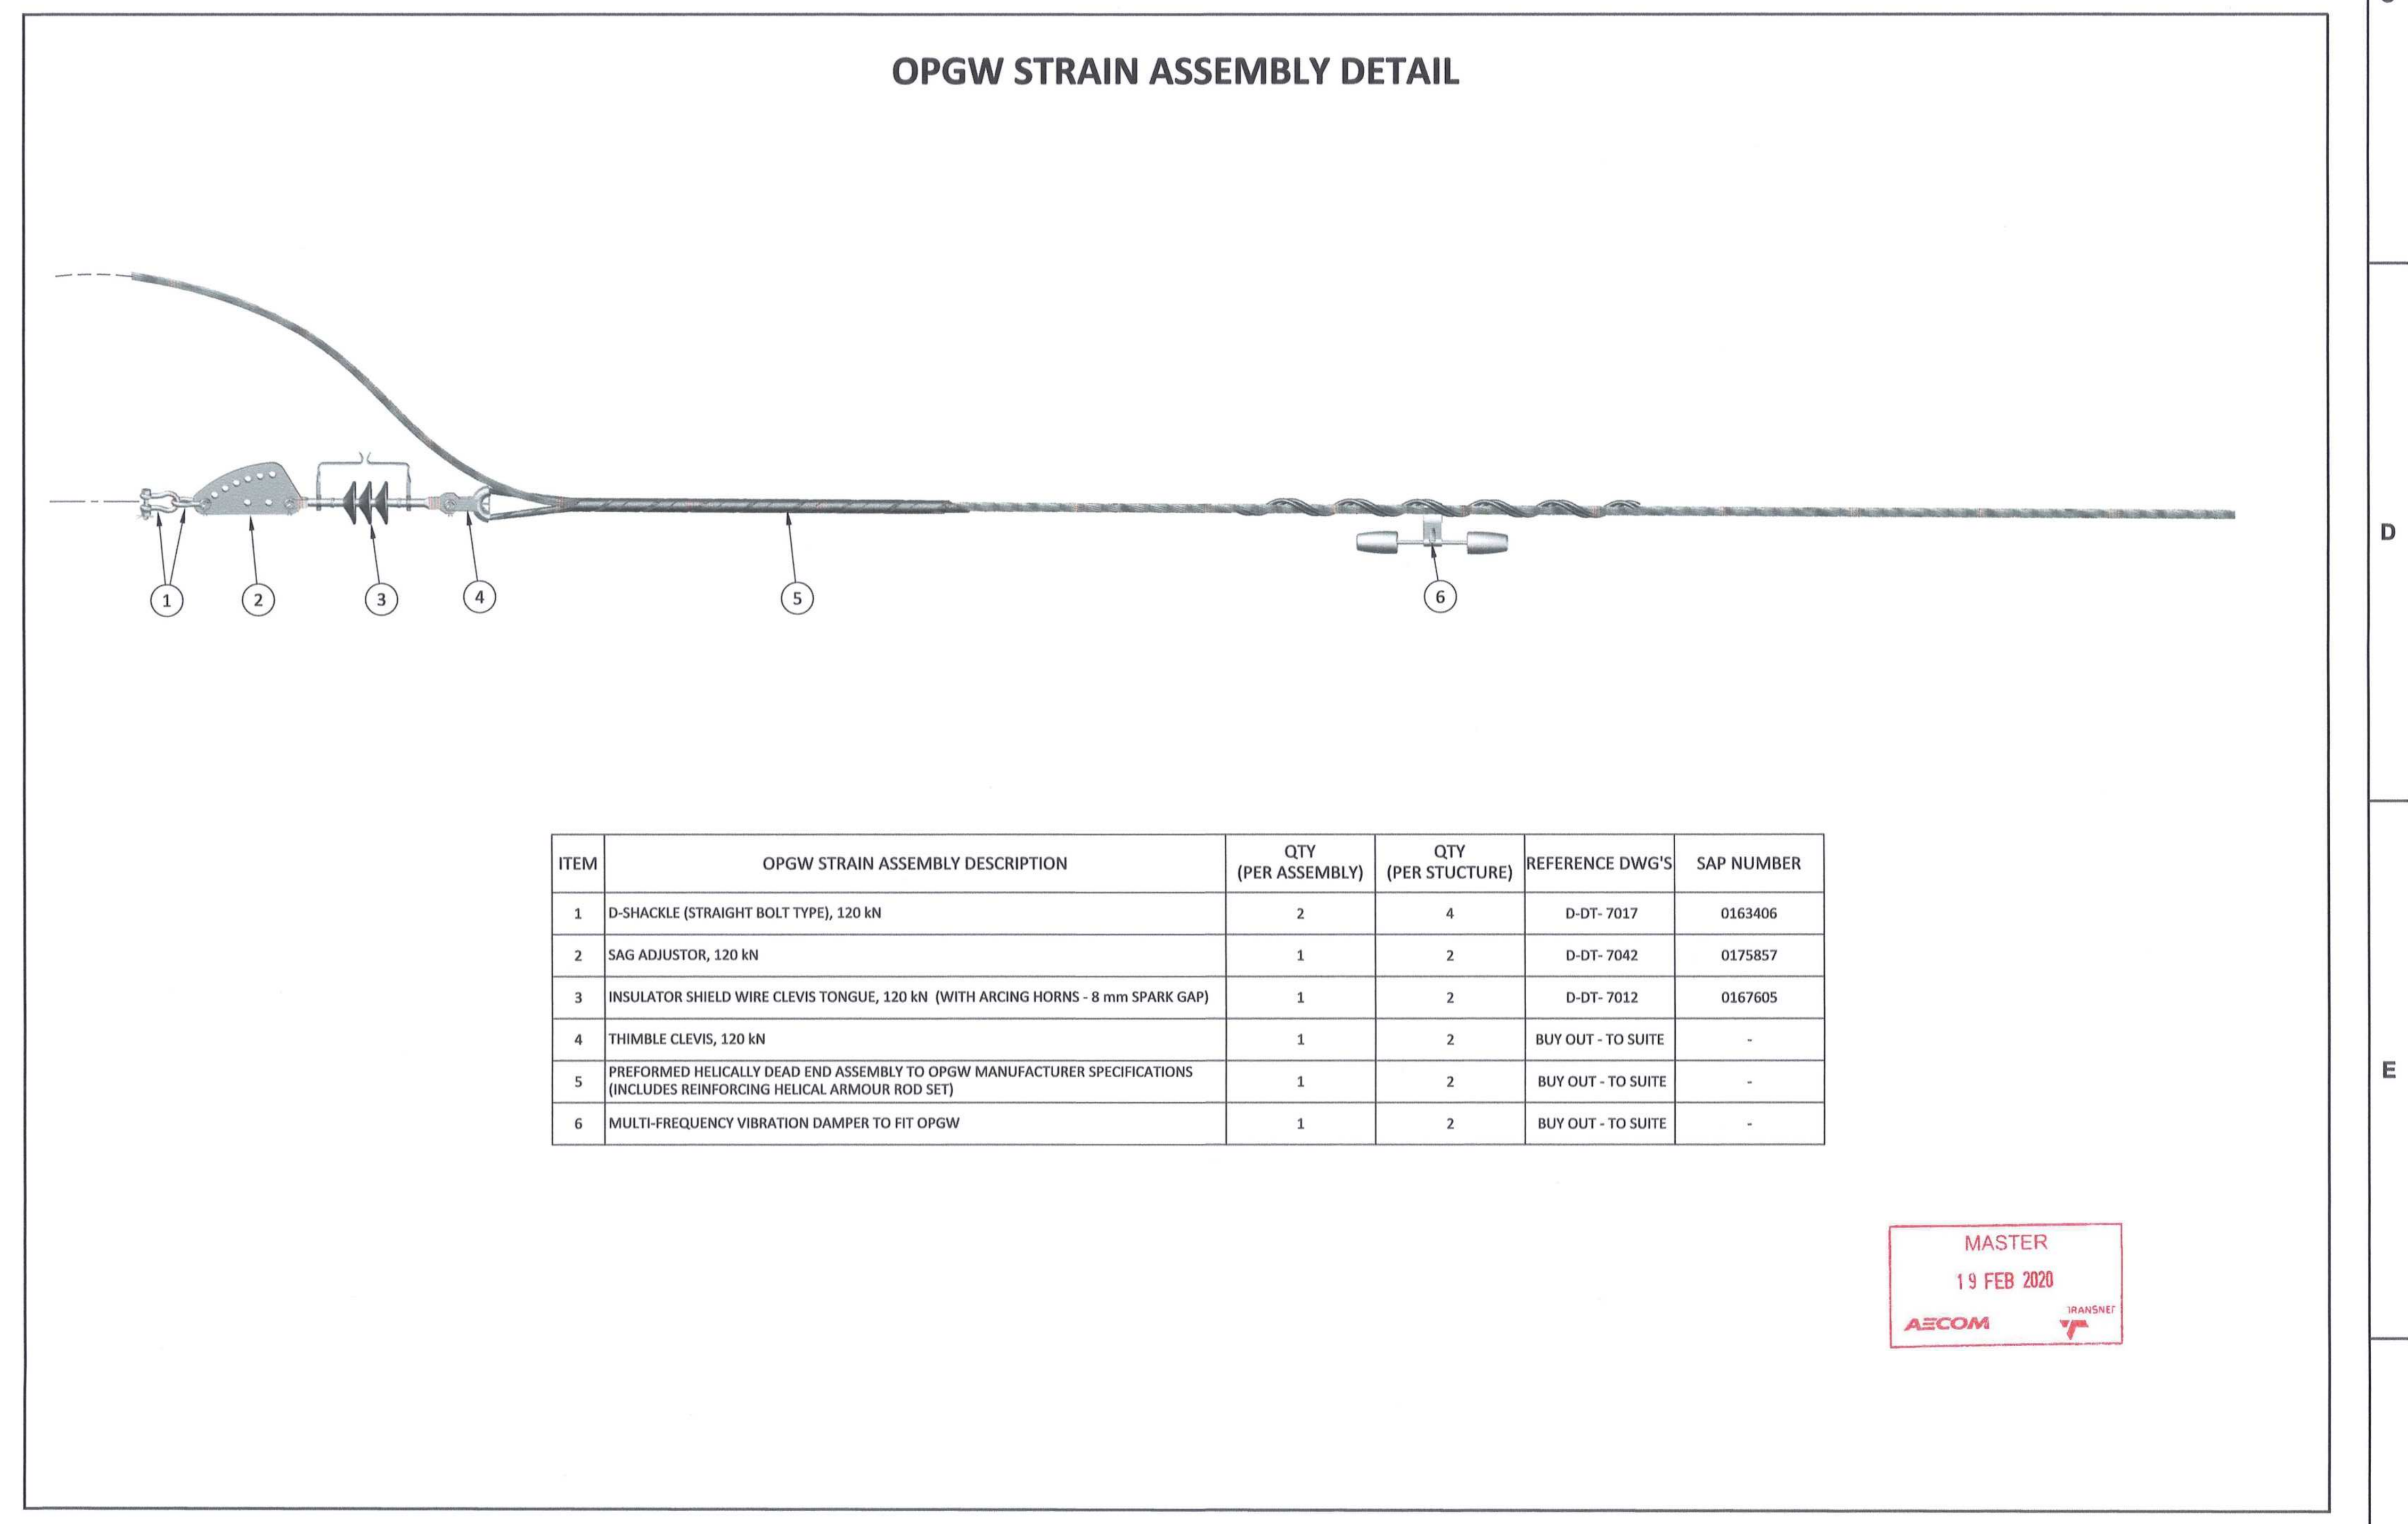 OPGW STRAIN ASSEMBLY DETAIL
D
1 2 3 4 5 6
ITEM OPGW STRAIN ASSEMBLY DESCRIPTION QTY (PER ASSEMBLY) QTY (PER STUCTURE) REFERENCE DWG'S SAP NUMBER
1 D-SHACKLE (STRAIGHT BOLT TYPE), 120 kN 2 4 D-DT- 7017 0163406
2 SAG ADJUSTOR, 120 kN 1 2 D-DT- 7042 0175857
3 INSULATOR SHIELD WIRE CLEVIS TONGUE, 120 kN (WITH ARCING HORNS - 8 mm SPARK GAP) 1 2 D-DT- 7012 0167605
4 THIMBLE CLEVIS, 120 kN 1 2 BUY OUT - TO SUITE -
5 PREFORMED HELICALLY DEAD END ASSEMBLY TO OPGW MANUFACTURER SPECIFICATIONS
(INCLUDES REINFORCING HELICAL ARMOUR ROD SET) 1 2 BUY OUT - TO SUITE -
6 MULTI-FREQUENCY VIBRATION DAMPER TO FIT OPGW 1 2 BUY OUT - TO SUITE -
E
MASTER
19 FEB 2020
TRANSNET
AECOM